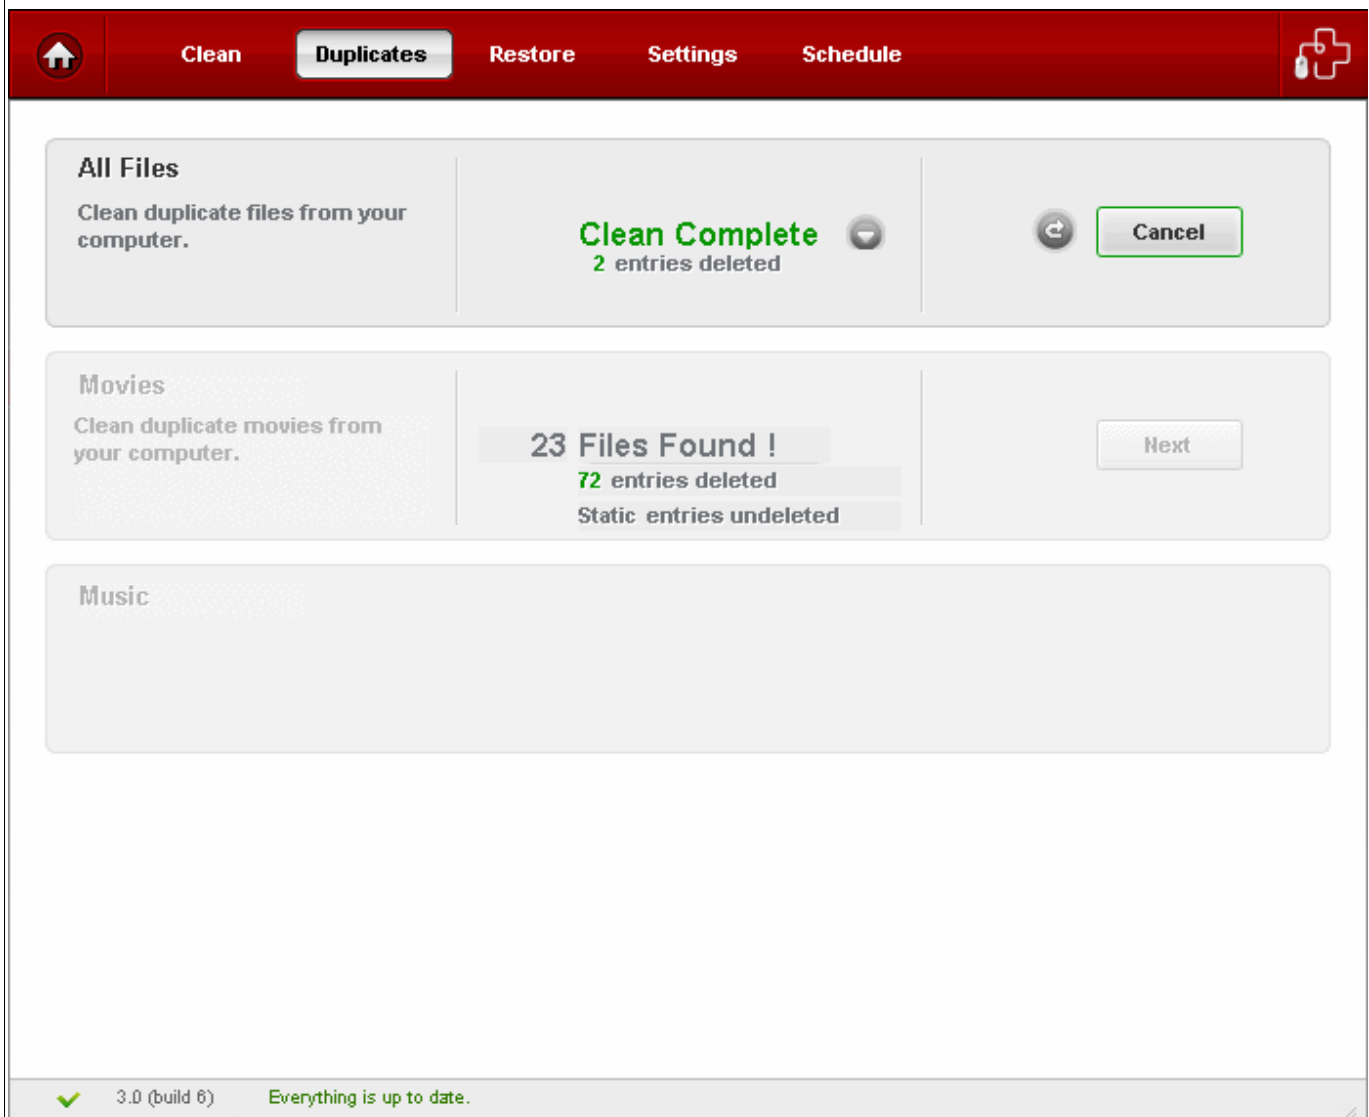 Clean Duplicates Restore Settings Schedule
All Files
Clean duplicate files from your
computer.
Clean Complete
2 entries deleted
Cancel
Movies
Clean duplicate movies from
your computer.
23 Files Found !
72 entries deleted
Static entries undeleted
Next
Music
3.0 (build 6) Everything is up to date.